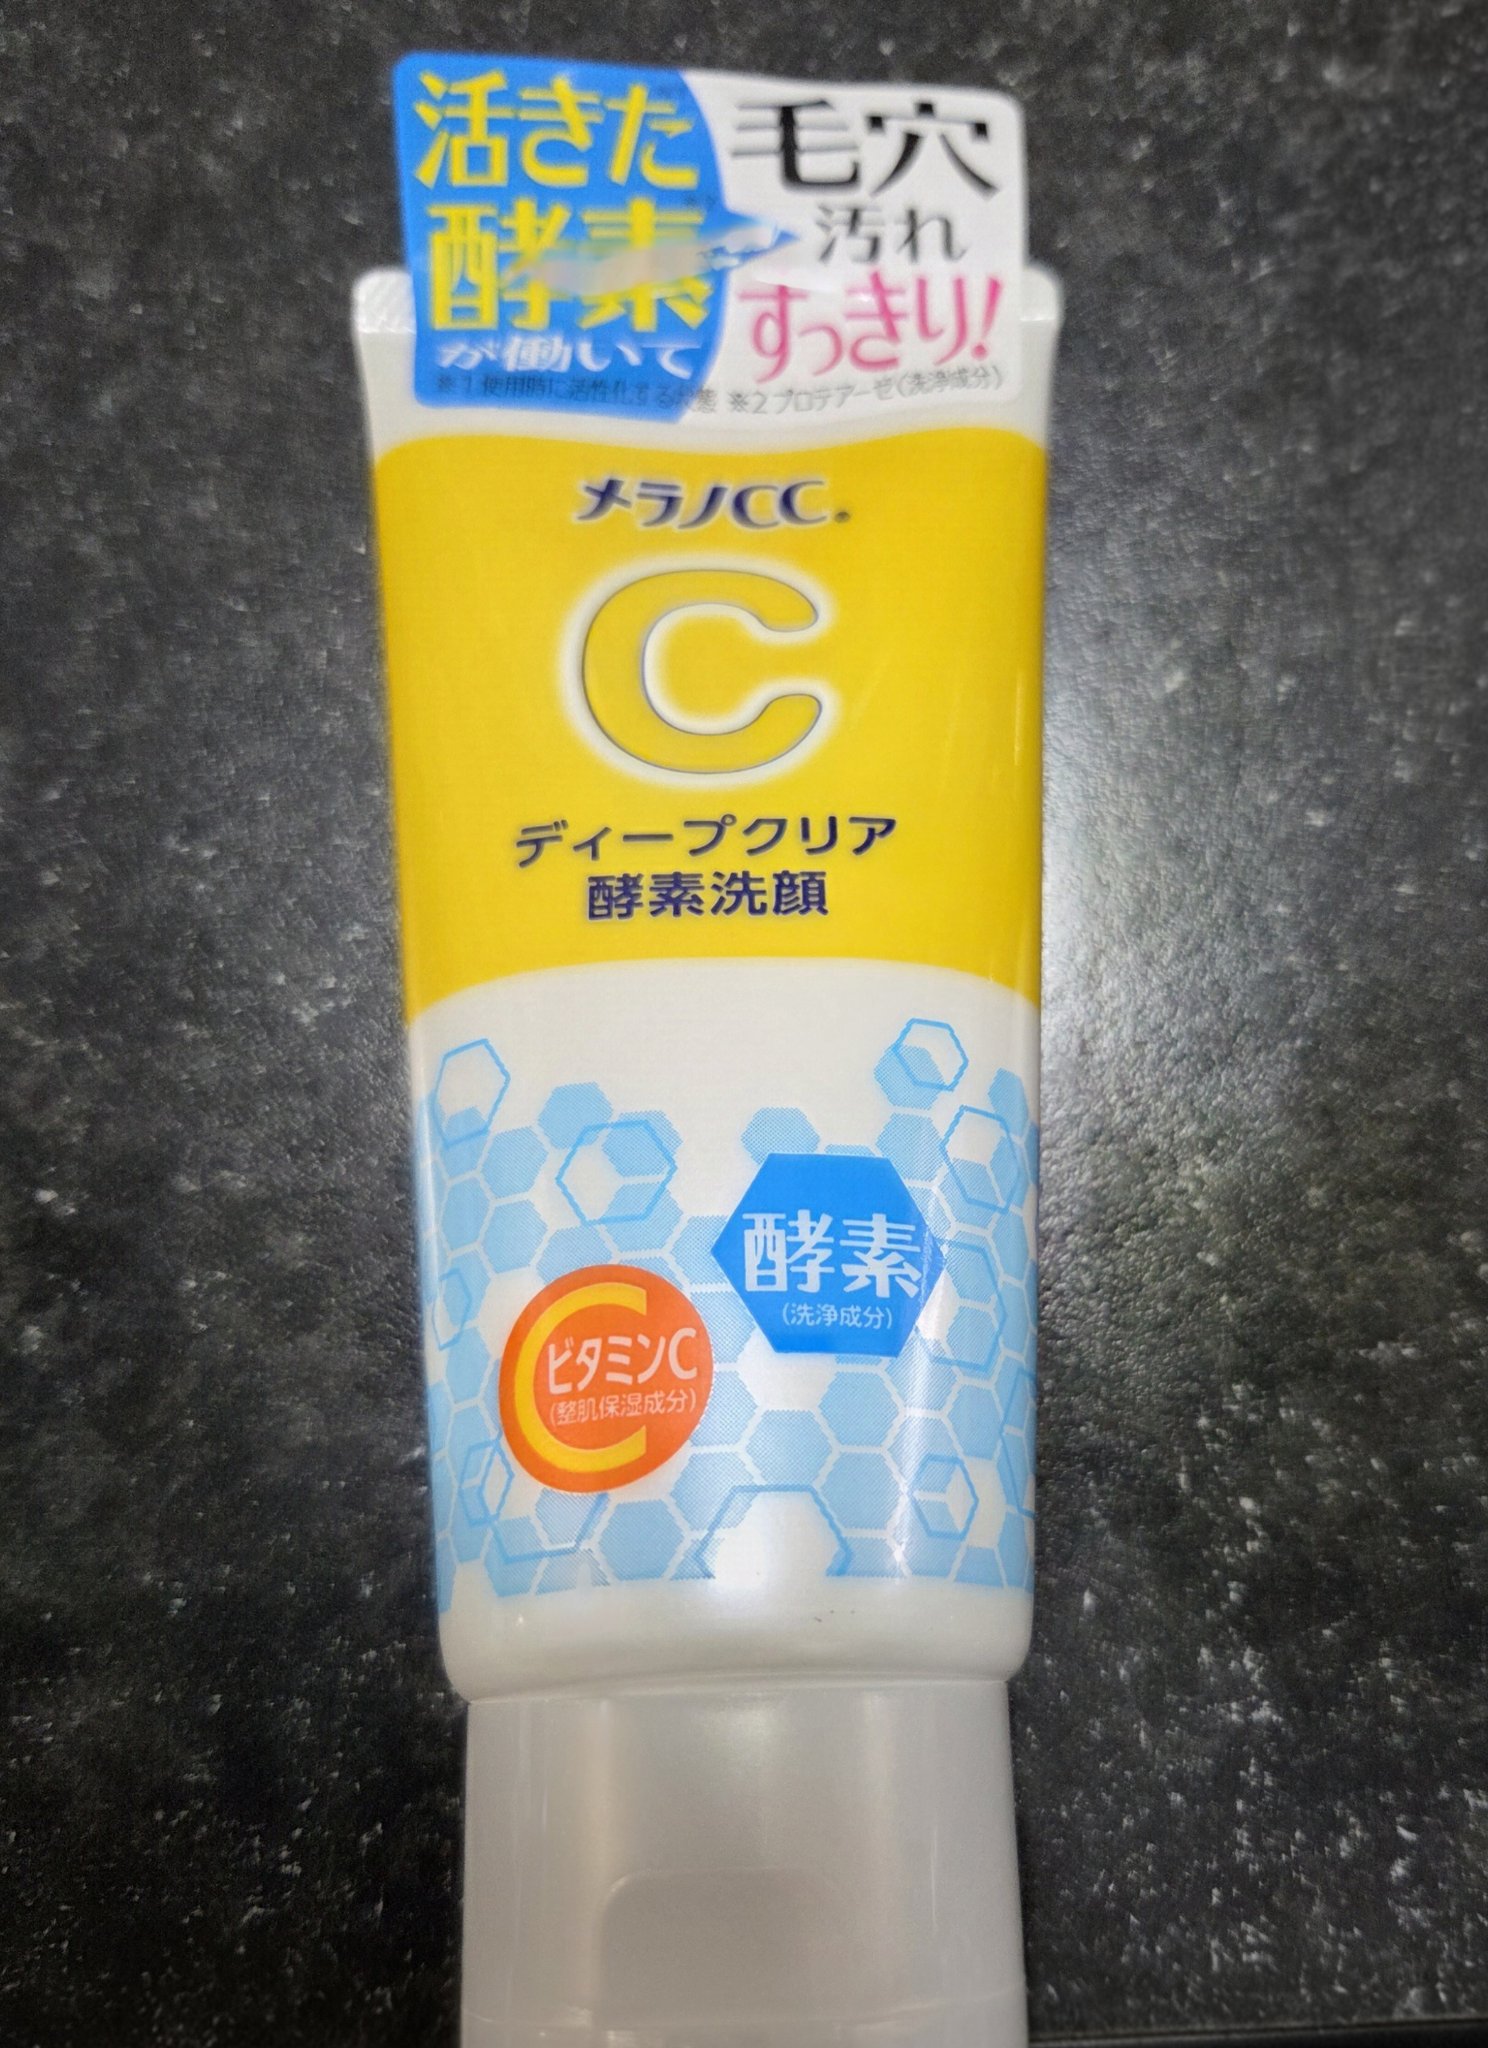 活きた
酵素
が働いて
毛穴
汚れ
すっきり!
※1 使用時に活性化する状態 ※2 プロテアーゼ(洗浄成分)
メラノCC®
C
ディープクリア
酵素洗顔
酵素
(洗浄成分)
ビタミンC
(整肌保湿成分)